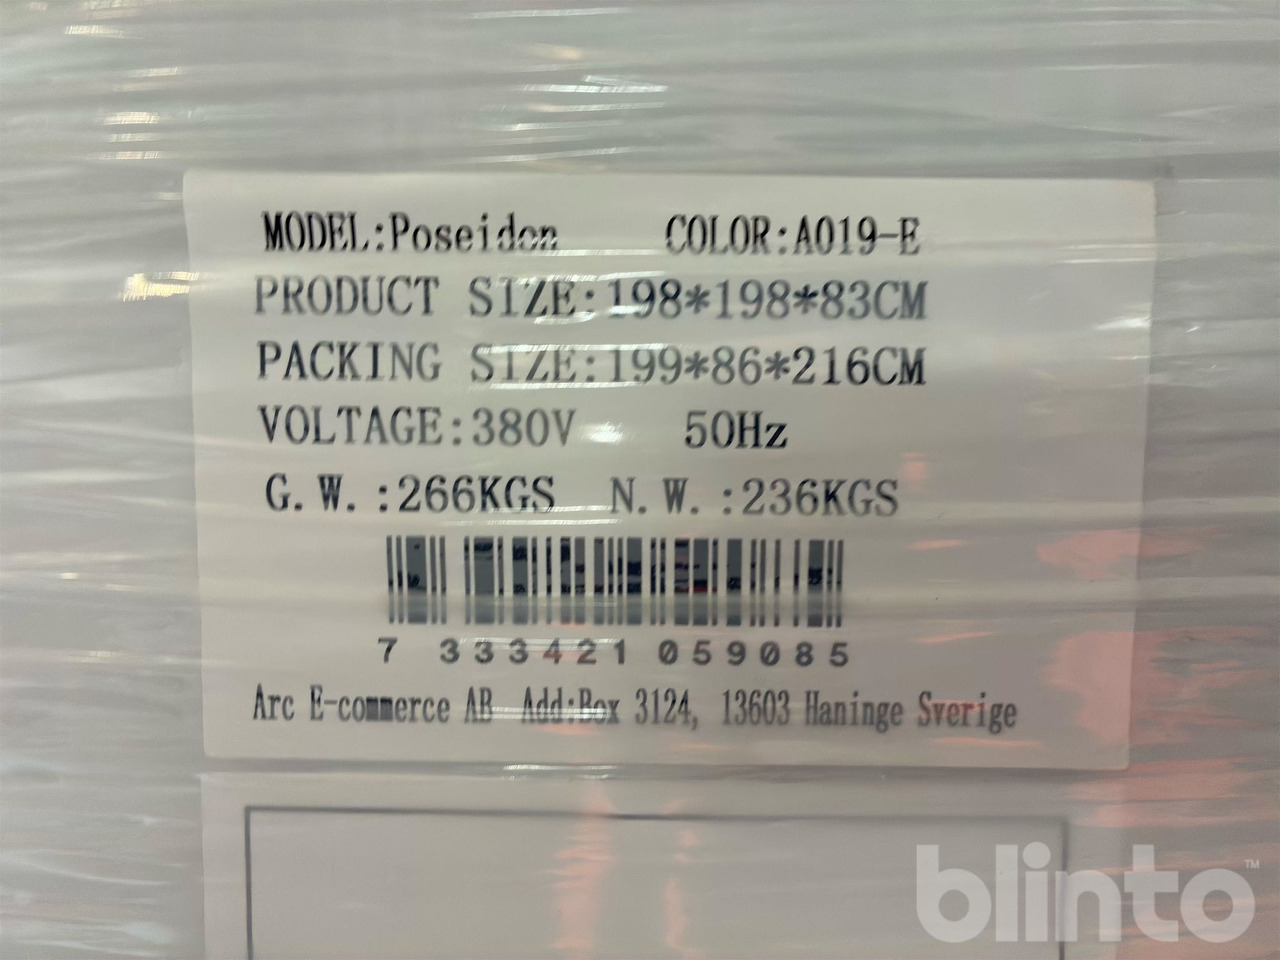 MODEL:Poseidon COLOR:A019-E
PRODUCT SIZE:198*198*83CM
PACKING SIZE:199*86*216CM
VOLTAGE:380V 50Hz
G.W.:266KGS N.W.:236KGS
7 333421 059085
Arc E-commerce AB Add:Box 3124, 13603 Haninge Sverige
blinto™